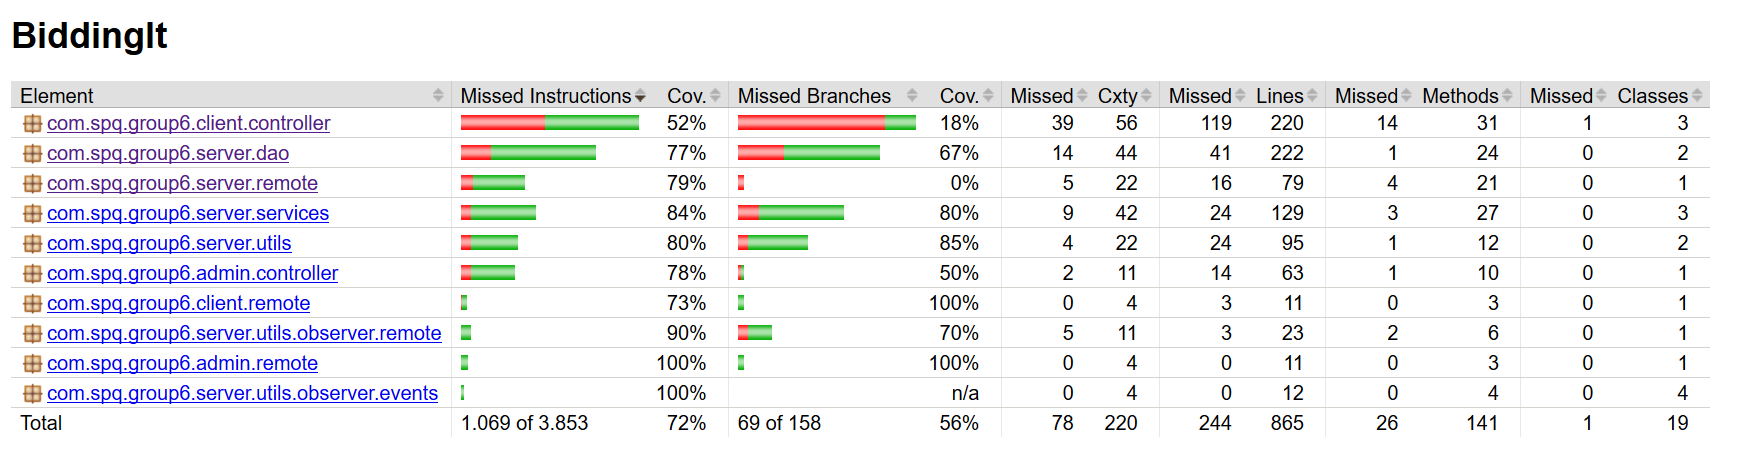 BiddingIt
Element Missed Instructions Cov. Missed Branches Cov. Missed Cxty Missed Lines Missed Methods Missed Classes
com.spq.group6.client.controller 52% 18% 39 56 119 220 14 31 1 3
com.spq.group6.server.dao 77% 67% 14 44 41 222 1 24 0 2
com.spq.group6.server.remote 79% 0% 5 22 16 79 4 21 0 1
com.spq.group6.server.services 84% 80% 9 42 24 129 3 27 0 3
com.spq.group6.server.utils 80% 85% 4 22 24 95 1 12 0 2
com.spq.group6.admin.controller 78% 50% 2 11 14 63 1 10 0 1
com.spq.group6.client.remote 73% 100% 0 4 3 11 0 3 0 1
com.spq.group6.server.utils.observer.remote 90% 70% 5 11 3 23 2 6 0 1
com.spq.group6.admin.remote 100% 100% 0 4 0 11 0 3 0 1
com.spq.group6.server.utils.observer.events 100% n/a 0 4 0 12 0 4 0 4
Total 1.069 of 3.853 72% 69 of 158 56% 78 220 244 865 26 141 1 19